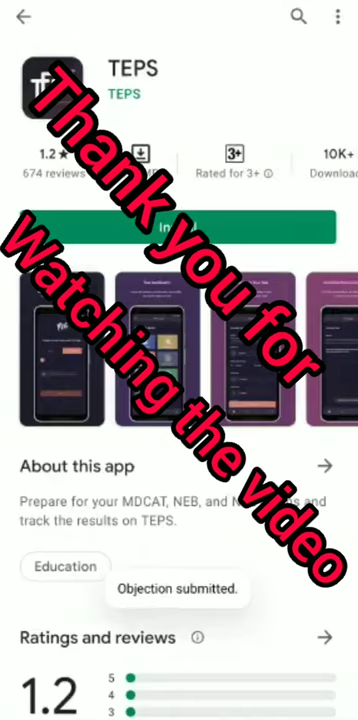 TEPS
TEPS
1.2★
674 reviews
3+
Rated for 3+
10K+
Thank you for
Watching the video
About this app
Prepare for your MDCAT, NEB, and
and
track the results on TEPS.
Education
Objection submitted.
Ratings and reviews
1.2
5
4
3